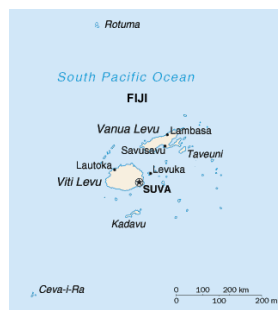 Rotuma
South Pacific Ocean
FIJI
Vanua Levu
Lambasa
Savusavu
Taveuni
Lautoka
Levuka
Viti Levu
SUVA
Kadavu
Ceva-i-Ra
0 100 200 km
0 100 200 m